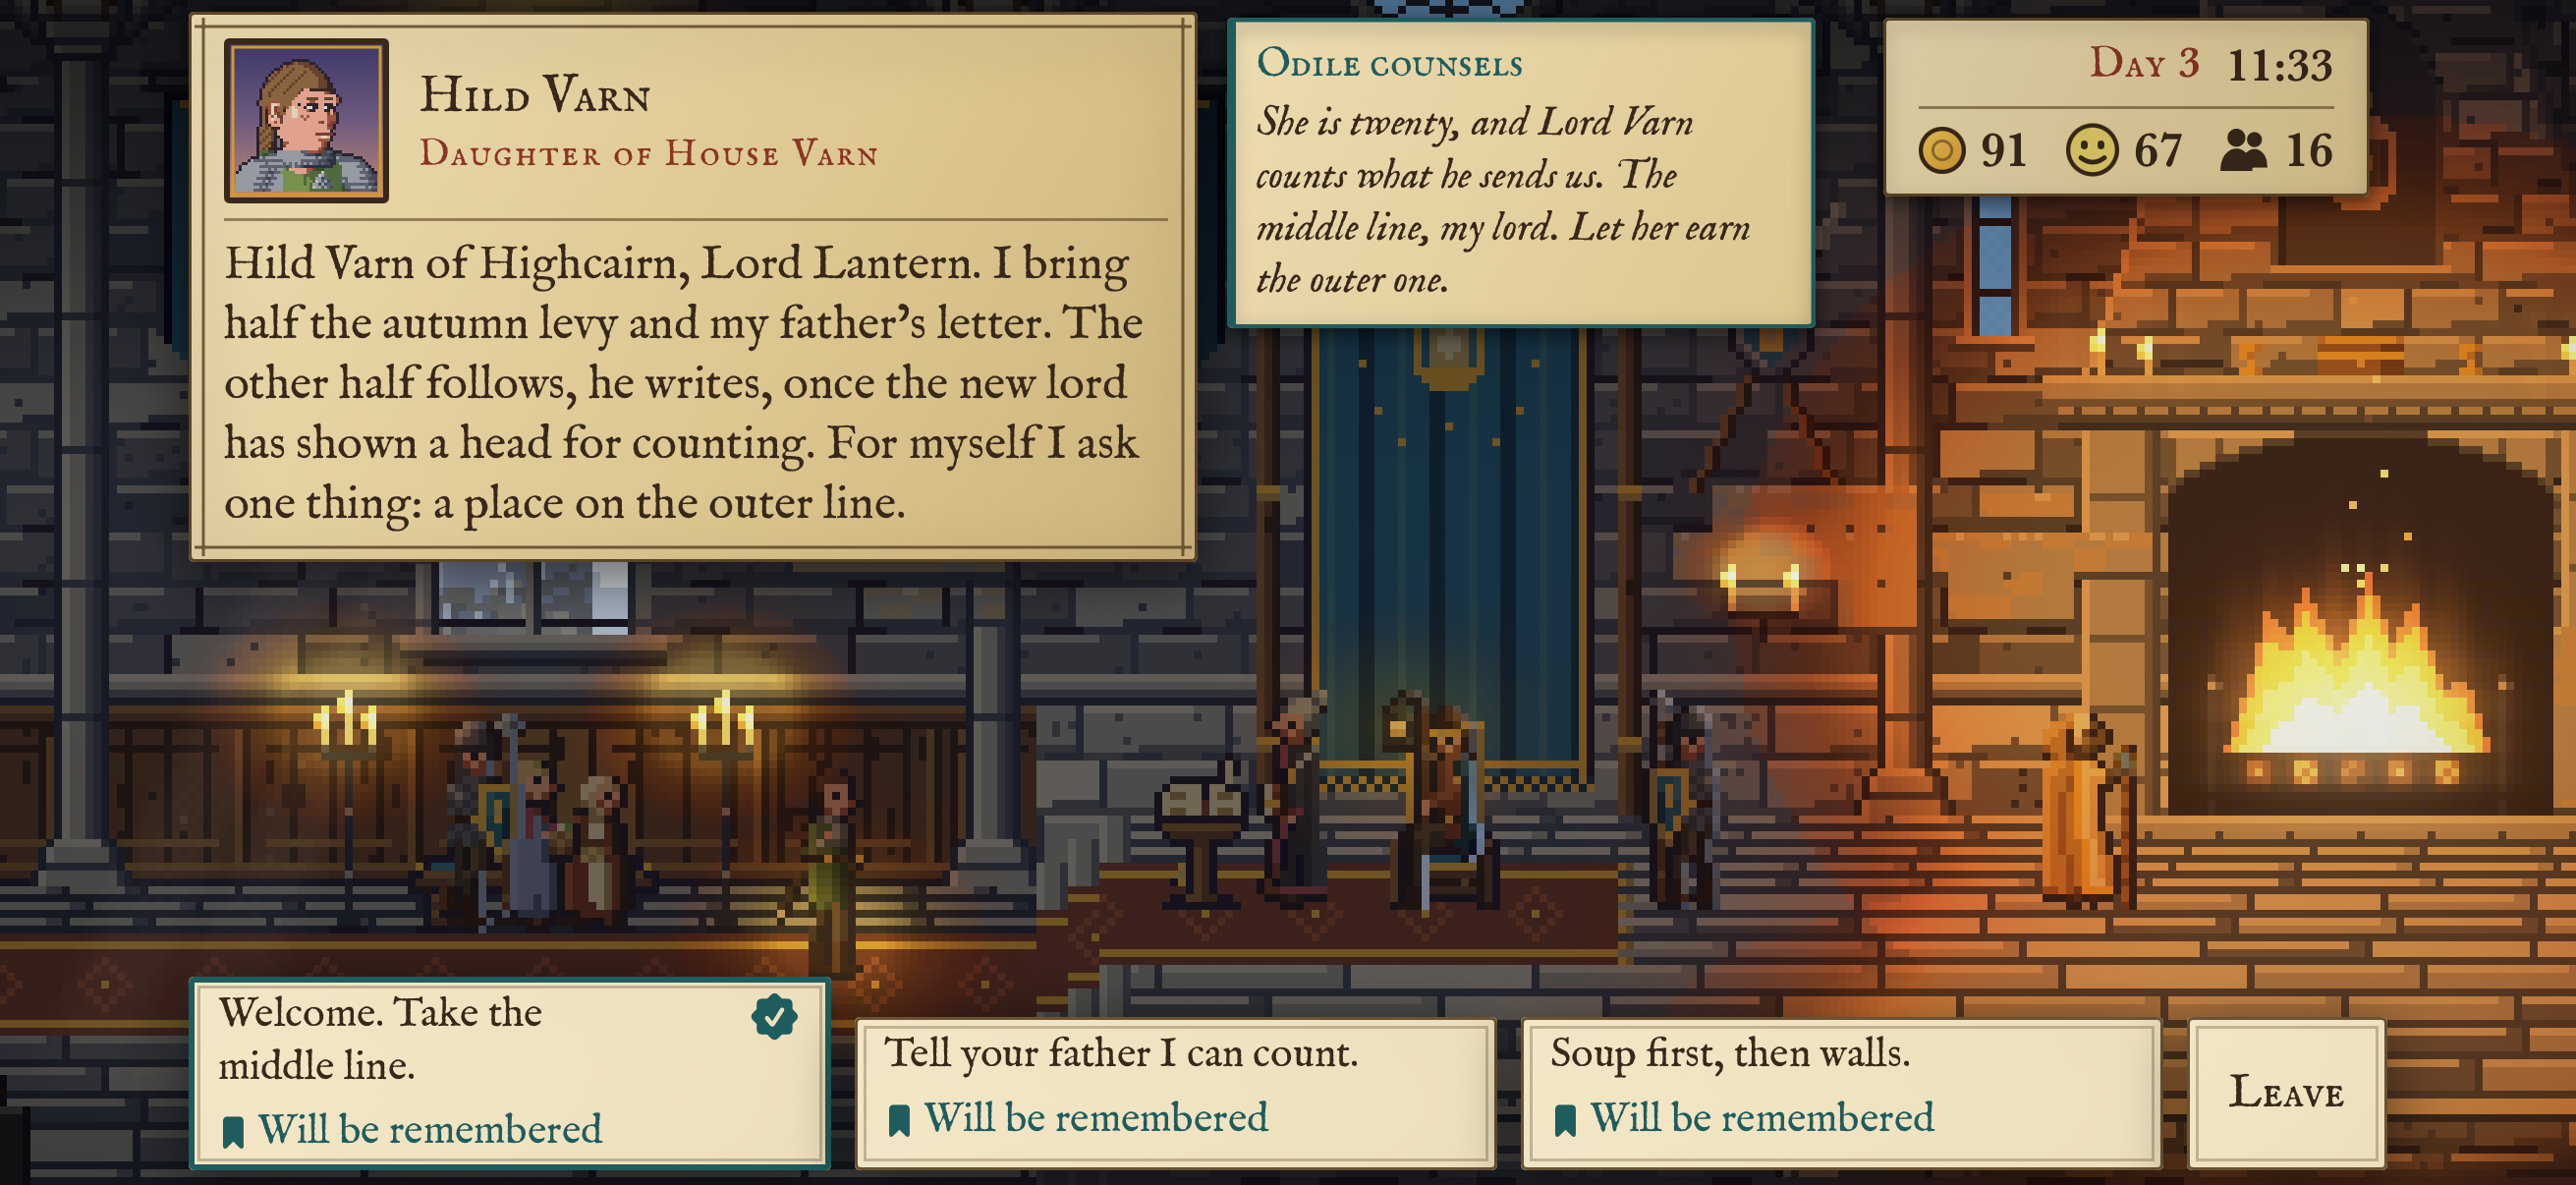 Hild Varn
Daughter of House Varn
Hild Varn of Highcairn, Lord Lantern. I bring
half the autumn levy and my father's letter. The
other half follows, he writes, once the new lord
has shown a head for counting. For myself I ask
one thing: a place on the outer line.
Odile counsels
She is twenty, and Lord Varn
counts what he sends us. The
middle line, my lord. Let her earn
the outer one.
Day 3 11:33
91 67 16
Welcome. Take the
middle line.
Will be remembered
Tell your father I can count.
Will be remembered
Soup first, then walls.
Will be remembered
Leave